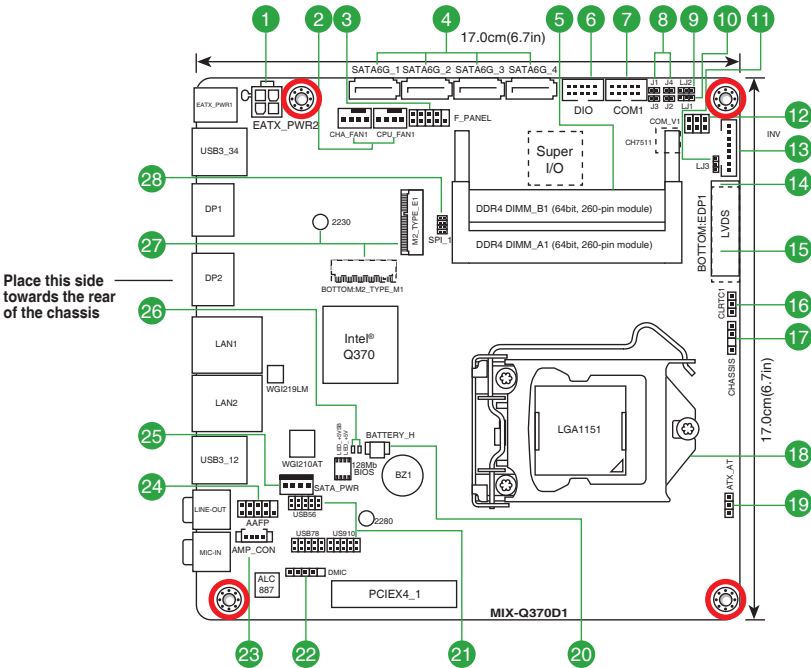 1
2
3
4
5
6
7
8
9
10
11
17.0cm(6.7in)
SATA6G_1
SATA6G_2
SATA6G_3
SATA6G_4
J1
J4
LJ2
J3
J2
LJ1
EATX_PWR1
EATX_PWR2
CHA_FAN1
CPU_FAN1
F_PANEL
DIO
COM1
COM_V1
12
INV
13
CH7511
LJ3
USB3_34
Super
I/O
28
14
DP1
2230
M2_TYPE_E1
SPI_1
DDR4 DIMM_B1 (64bit, 260-pin module)
DDR4 DIMM_A1 (64bit, 260-pin module)
BOTTOM:EDP1
LVDS
27
15
Place this side
towards the rear
of the chassis
DP2
BOTTOM:M2_TYPE_M1
26
CLRTC1
16
Intel®
Q370
17
CHASSIS
LAN1
WGI219LM
17.0cm(6.7in)
LAN2
LGA1151
25
WGI210AT
LED_+5VSB
LED_+5V
BATTERY_H
18
USB3_12
128Mb
BIOS
BZ1
SATA_PWR
ATX_AT
24
19
LINE-OUT
AAFP
USB56
2280
AMP_CON
USB78
US910
MIC-IN
ALC
887
DMIC
PCIEX4_1
MIX-Q370D1
23
22
21
20